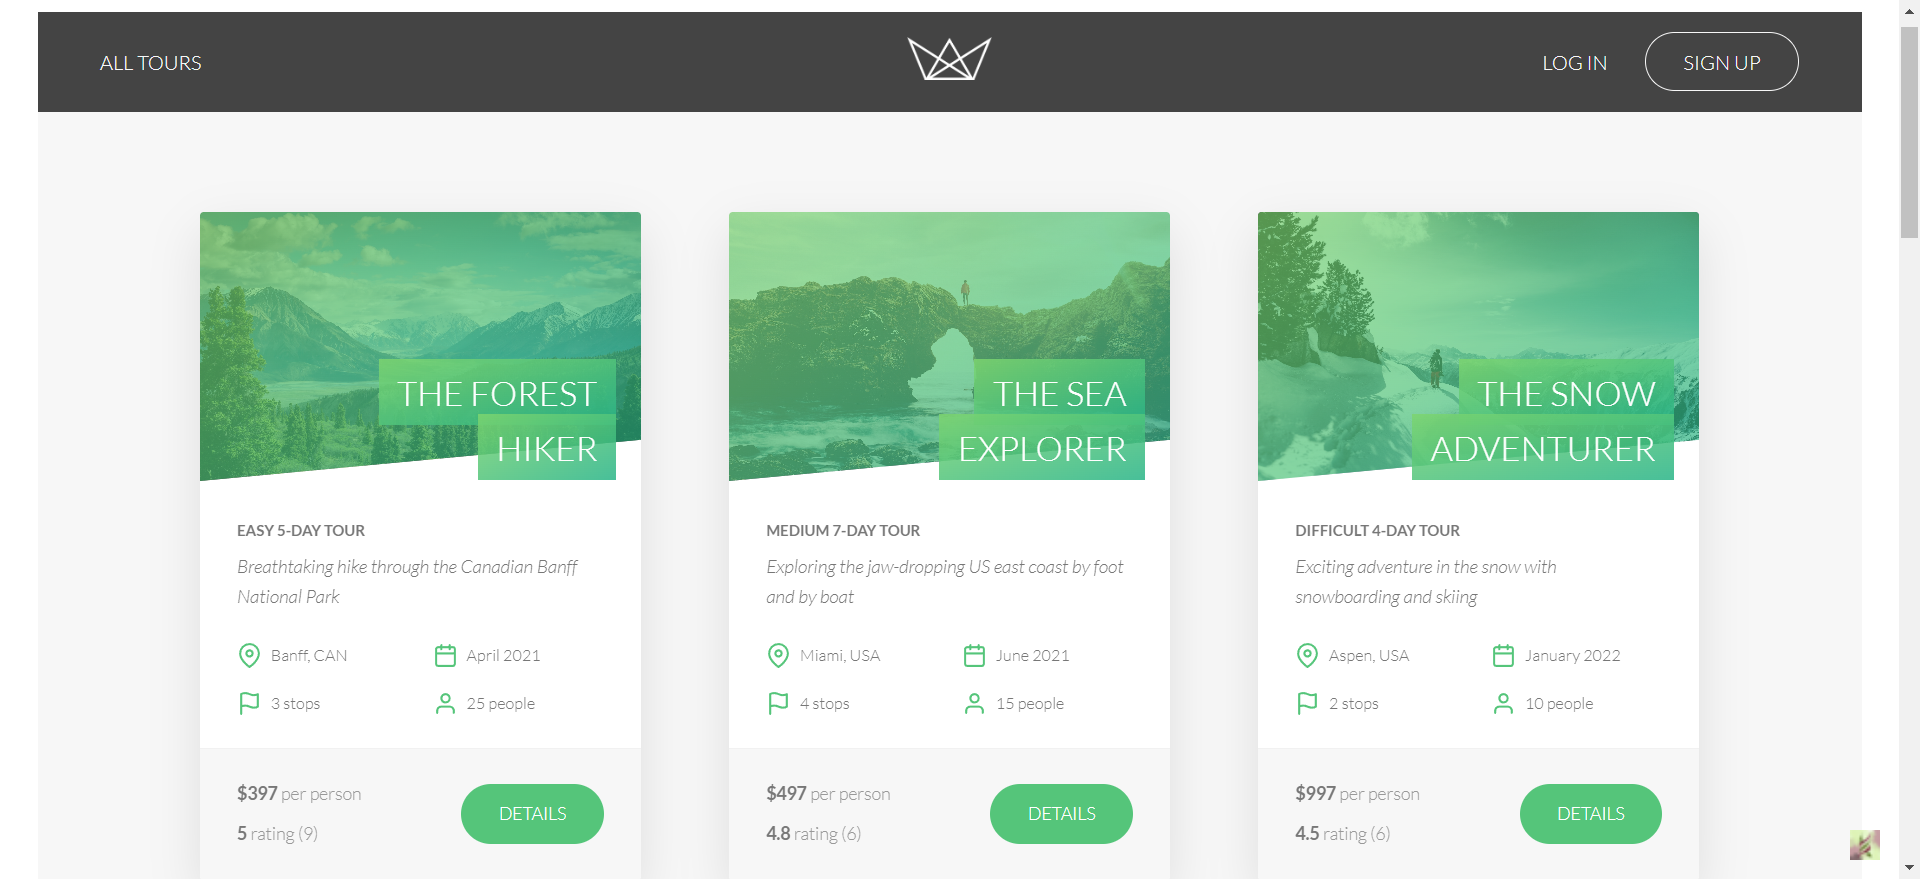 ALL TOURS
LOG IN
SIGN UP
THE FOREST
HIKER
EASY 5-DAY TOUR
Breathtaking hike through the Canadian Banff
National Park
Banff, CAN
April 2021
3 stops
25 people
$397 per person
5 rating (9)
DETAILS
THE SEA
EXPLORER
MEDIUM 7-DAY TOUR
Exploring the jaw-dropping US east coast by foot
and by boat
Miami, USA
June 2021
4 stops
15 people
$497 per person
4.8 rating (6)
DETAILS
THE SNOW
ADVENTURER
DIFFICULT 4-DAY TOUR
Exciting adventure in the snow with
snowboarding and skiing
Aspen, USA
January 2022
2 stops
10 people
$997 per person
4.5 rating (6)
DETAILS